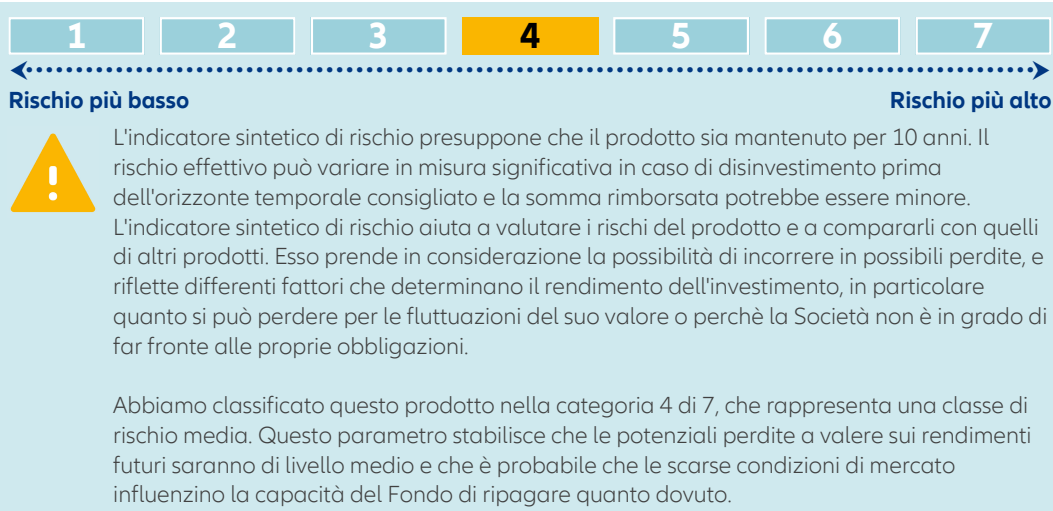 1 2 3 4 5 6 7
Rischio più basso Rischio più alto
L'indicatore sintetico di rischio presuppone che il prodotto sia mantenuto per 10 anni. Il
rischio effettivo può variare in misura significativa in caso di disinvestimento prima
dell'orizzonte temporale consigliato e la somma rimborsata potrebbe essere minore.
L'indicatore sintetico di rischio aiuta a valutare i rischi del prodotto e a compararli con quelli
di altri prodotti. Esso prende in considerazione la possibilità di incorrere in possibili perdite, e
riflette differenti fattori che determinano il rendimento dell'investimento, in particolare
quanto si può perdere per le fluttuazioni del suo valore o perchè la Società non è in grado di
far fronte alle proprie obbligazioni.
Abbiamo classificato questo prodotto nella categoria 4 di 7, che rappresenta una classe di
rischio media. Questo parametro stabilisce che le potenziali perdite a valere sui rendimenti
futuri saranno di livello medio e che è probabile che le scarse condizioni di mercato
influenzino la capacità del Fondo di ripagare quanto dovuto.